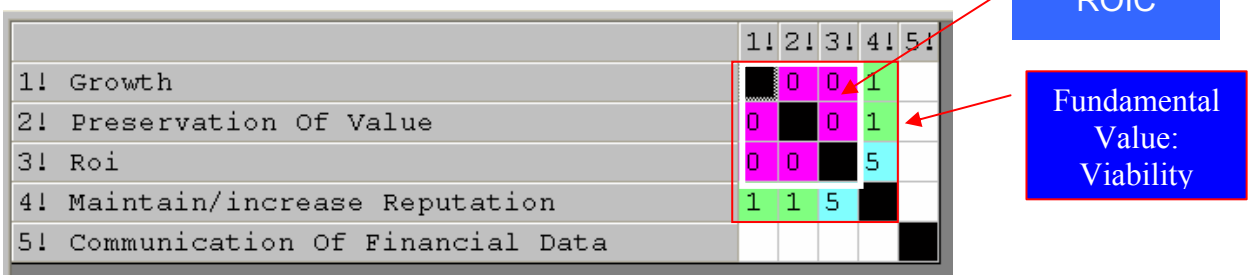 ROIC
1! 2! 3! 4! 5!
1! Growth 0 0 1
2! Preservation Of Value 0 0 1
3! Roi 0 0 5
4! Maintain/increase Reputation 1 1 5
5! Communication Of Financial Data
Fundamental
Value:
Viability